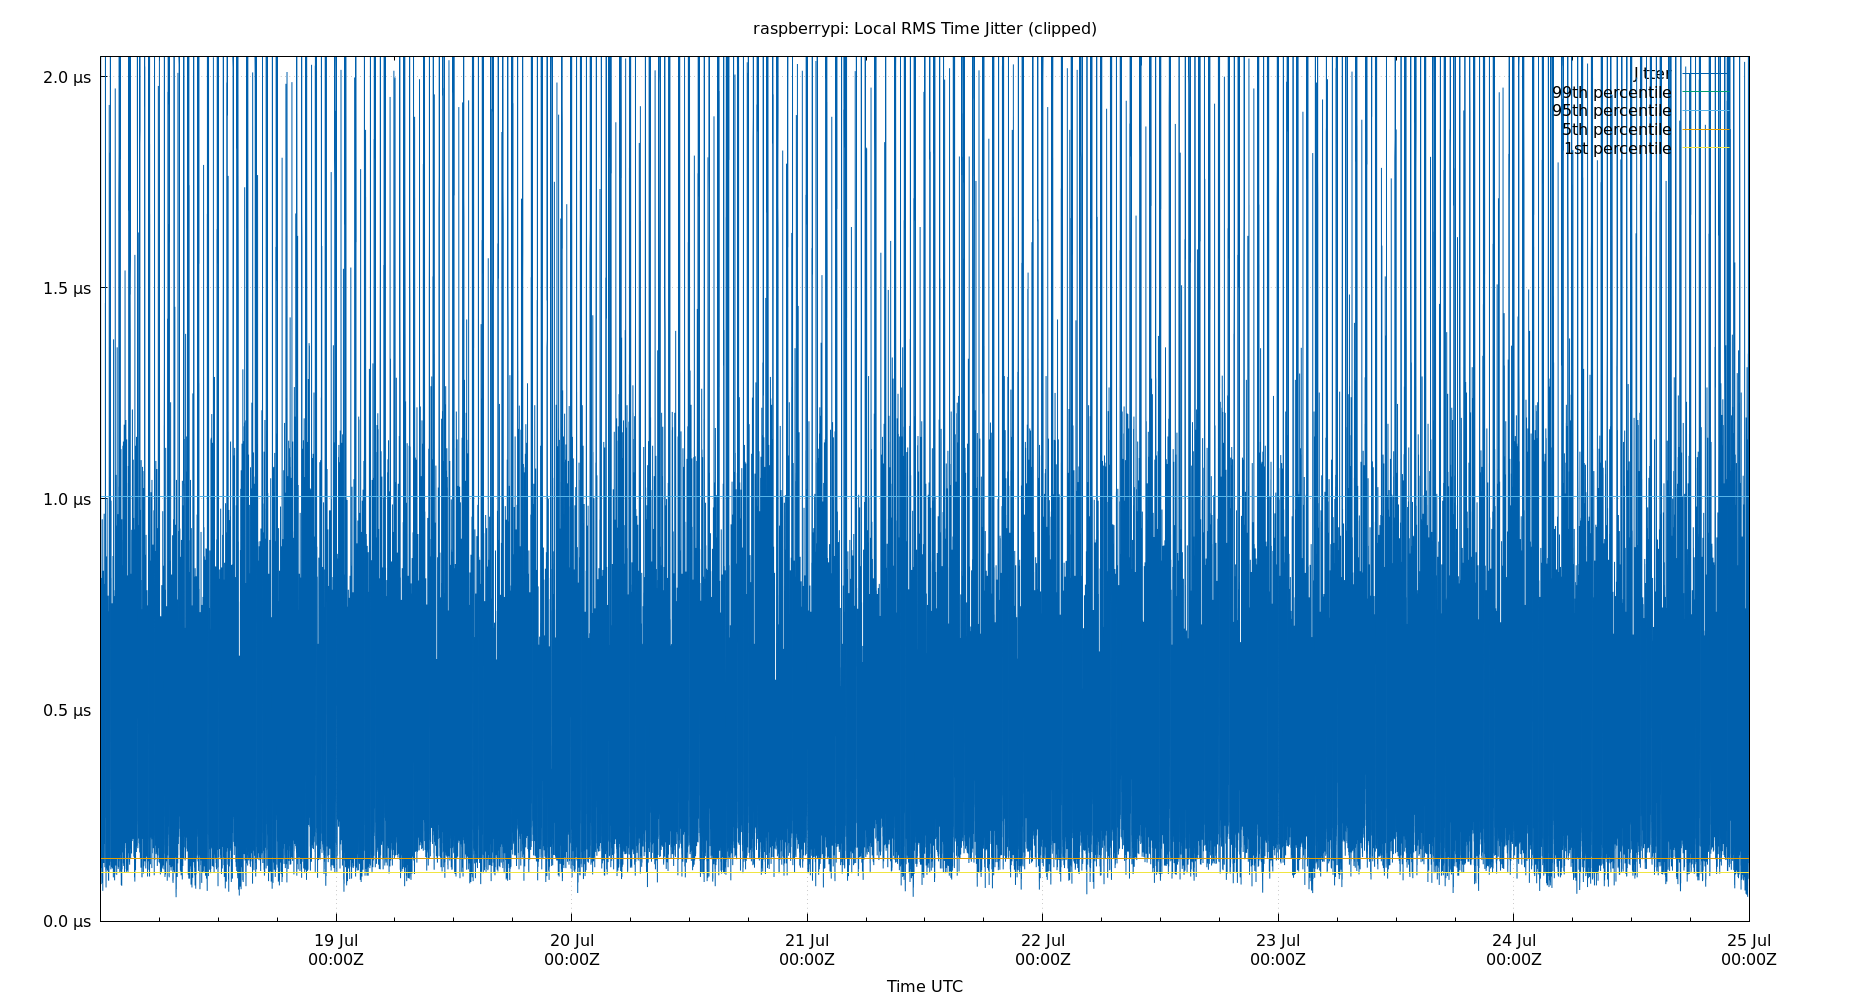 raspberrypi: Local RMS Time Jitter (clipped)
2.0 μs
1.5 μs
1.0 μs
0.5 μs
0.0 μs
Jitter
99th percentile
95th percentile
5th percentile
1st percentile
19 Jul
00:00Z
20 Jul
00:00Z
21 Jul
00:00Z
22 Jul
00:00Z
23 Jul
00:00Z
24 Jul
00:00Z
25 Jul
00:00Z
Time UTC